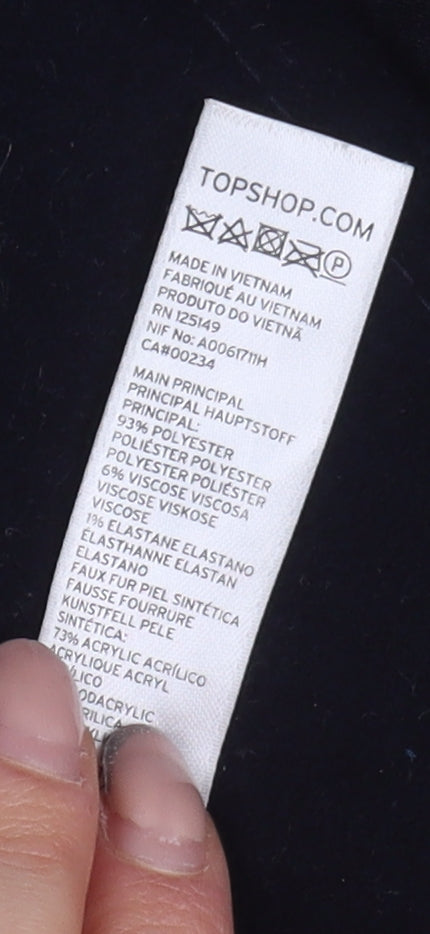 TOPSHOP.COM
P
MADE IN VIETNAM
FABRIQUÉ AU VIETNAM
PRODUTO DO VIETNÃ
RN 125149
NIF No: A0061711H
CA#00234
MAIN PRINCIPAL
PRINCIPAL HAUPTSTOFF
PRINCIPAL:
93% POLYESTER
POLIÉSTER POLYESTER
POLYESTER POLIÉSTER
6% VISCOSE VISCOSA
VISCOSE VISKOSE
VISCOSE
1% ELASTANE ELASTANO
ÉLASTHANNE ELASTAN
ELASTANO
FAUX FUR PIEL SINTÉTICA
FAUSSE FOURRURE
KUNSTFELL PELE
SINTÉTICA:
73% ACRYLIC ACRÍLICO
ACRYLIQUE ACRYL